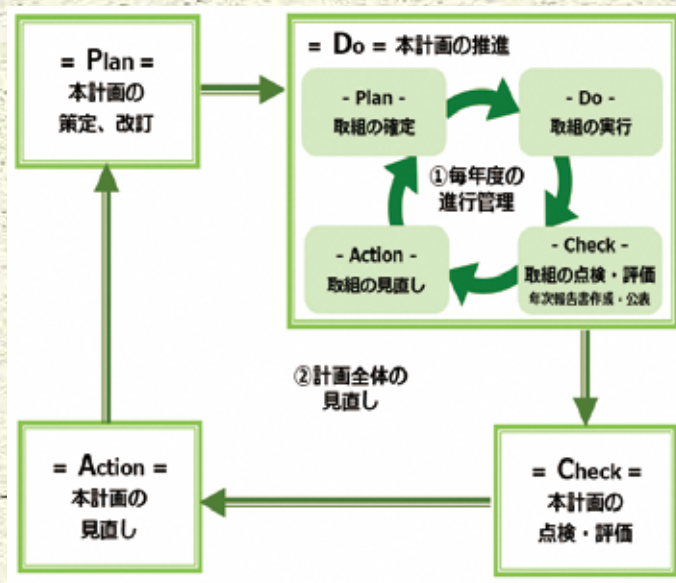 = Plan =
本計画の
策定、改訂
= Do = 本計画の推進
- Plan -
取組の確定
- Do -
取組の実行
①毎年度の
進行管理
- Action -
取組の見直し
- Check -
取組の点検・評価
年次報告書作成・公表
②計画全体の
見直し
= Action =
本計画の
見直し
= Check =
本計画の
点検・評価